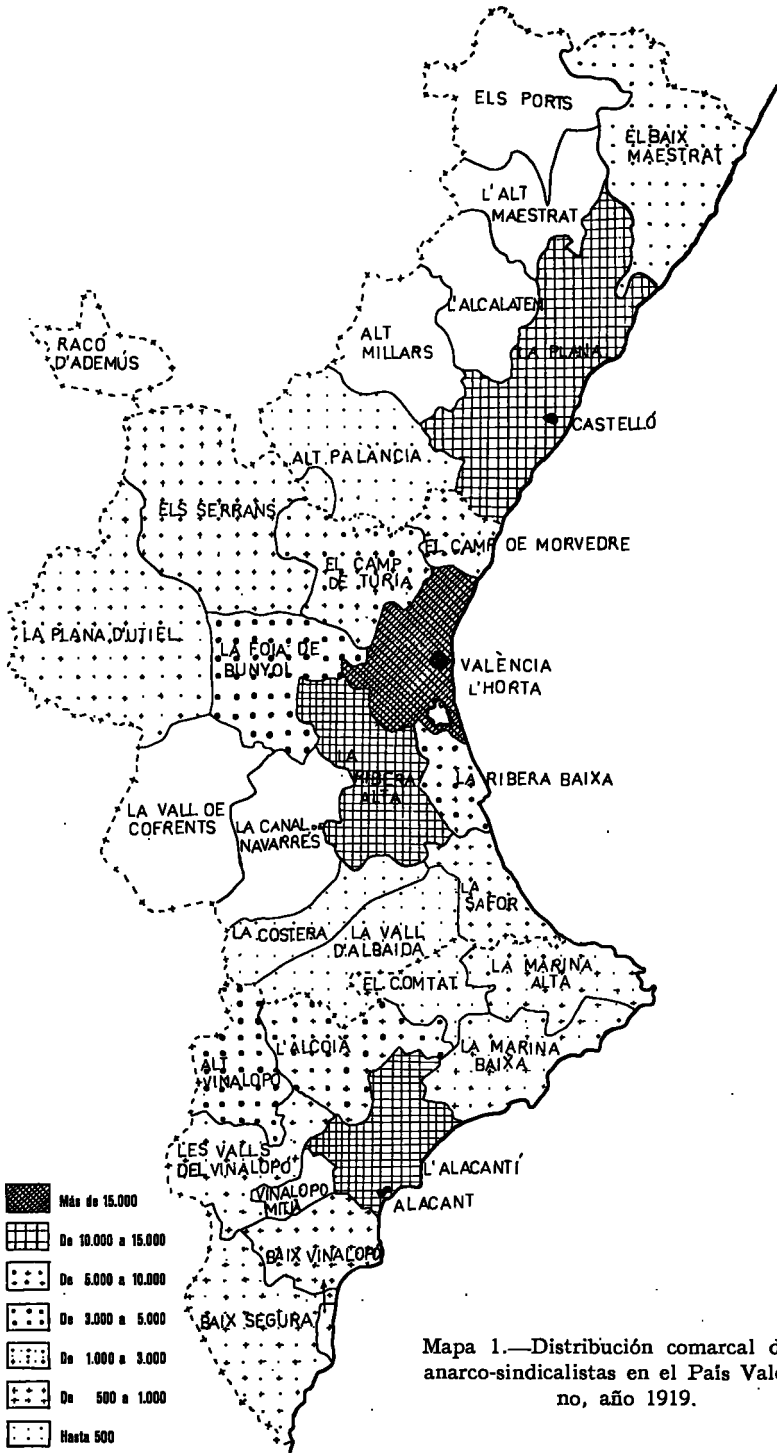 ELS PORTS
EL BAIX
MAESTRAT
L'ALT
MAESTRAT
L'ALCALATEM
ALT
MILLARS
RACO
D'ADEMÚS
LA PLANA
CASTELLÓ
ALT PALANCIA
ELS SERRANS
EL CAMP DE MORVEDRE
EL CAMP
DE TURIA
LA PLANA D'UTIEL
LA FOIA DE
BUNYOL
VALÈNCIA
L'HORTA
LA
RIBERA
ALTA
LA RIBERA BAIXA
LA VALL DE
COFRENTS
LA CANAL DE
NAVARRES
LA
SAFOR
LA COSTERA
LA VALL
D'ALBAIDA
EL COMTAT
LA MARINA
ALTA
L'ALCOIA
LA MARINA
BAIXA
ALT
VINALOPO
LES VALLS
DEL VINALOPÓ
L'ALACANTÍ
VINALOPO
MITJA
ALACANT
BAIX VINALOPÓ
BAIX SEGURA
Más de 15.000
De 10.000 a 15.000
De 5.000 a 10.000
De 3.000 a 5.000
De 1.000 a 3.000
De 500 a 1.000
Hasta 500
Mapa 1.—Distribución comarcal d
anarco-sindicalistas en el País Vale
no, año 1919.